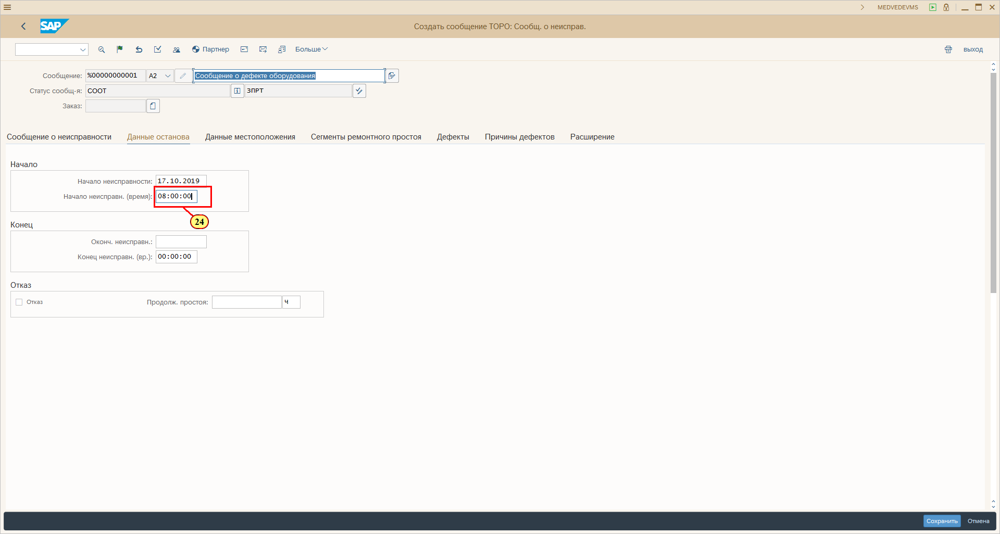 MEDVEDEVMS
SAP
Создать сообщение ТОРО: Сообщ. о неисправ.
Партнер
Больше
ВЫХОД
Сообщение: %00000000001 A2 Сообщение о дефекте оборудования
Статус сообщ-я: СООТ ЗПРТ
Заказ:
Сообщение о неисправности Данные останова Данные местоположения Сегменты ремонтного простоя Дефекты Причины дефектов Расширение
Начало
Начало неисправности: 17.10.2019
Начало неисправн. (время): 08:00:00
24
Конец
Оконч. неисправн.:
Конец неисправн. (вр.): 00:00:00
Отказ
Отказ Продолж. простоя: Ч
Сохранить Отмена